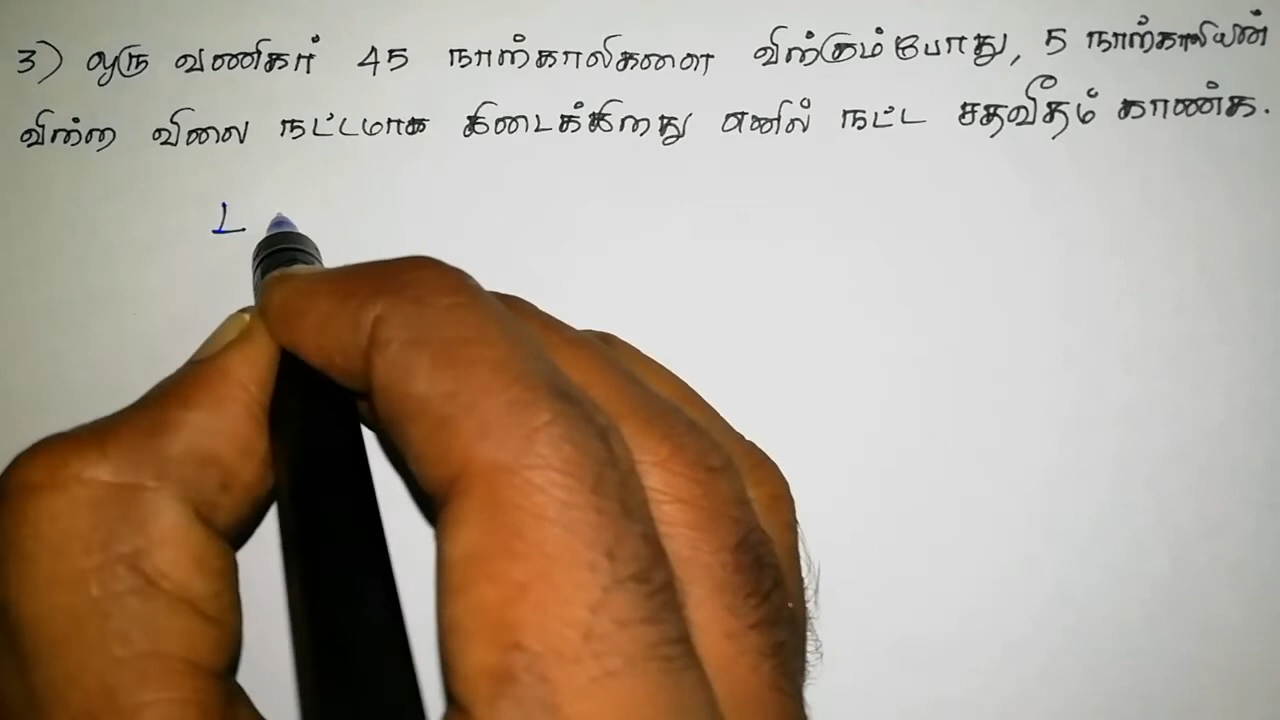 3) ஒரு வணிகர் 45 நாற்காலிகளை விற்கும்போது, 5 நாற்காலியின்
விற்ற விலை நட்டமாக கிடைக்கிறது எனில் நட்ட சதவீதம் காண்க.
L